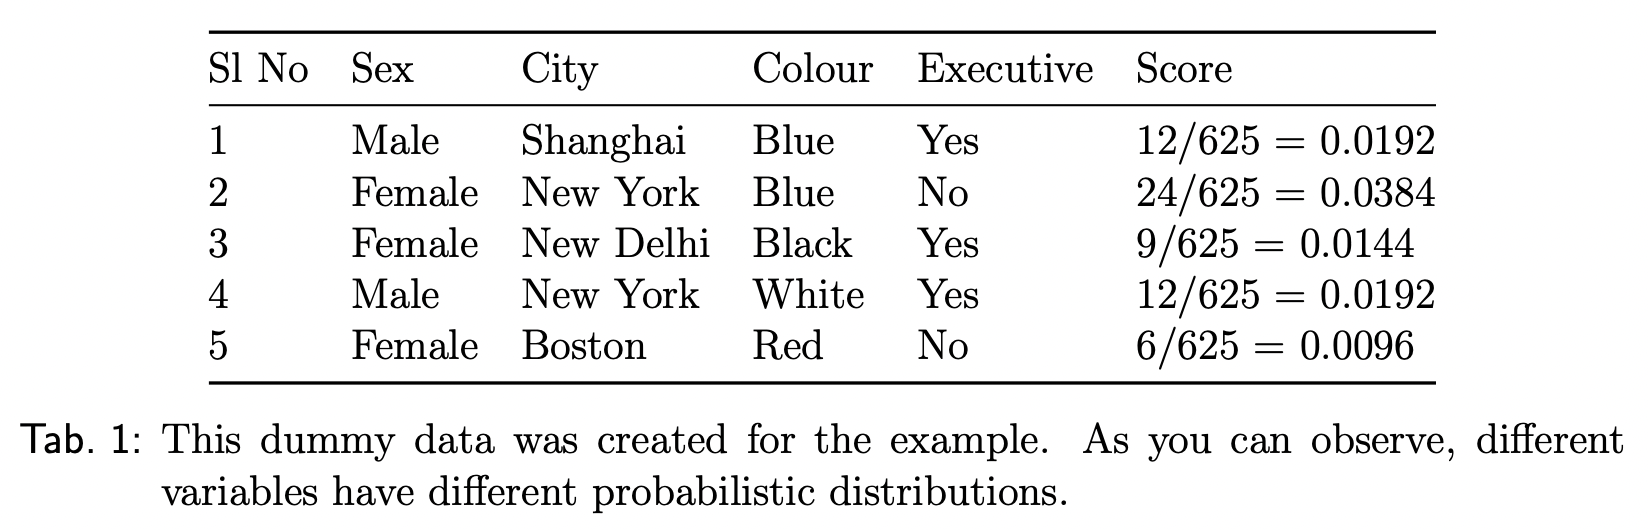 Sl No Sex City Colour Executive Score
1 Male Shanghai Blue Yes 12/625 = 0.0192
2 Female New York Blue No 24/625 = 0.0384
3 Female New Delhi Black Yes 9/625 = 0.0144
4 Male New York White Yes 12/625 = 0.0192
5 Female Boston Red No 6/625 = 0.0096
Tab. 1: This dummy data was created for the example. As you can observe, different
variables have different probabilistic distributions.